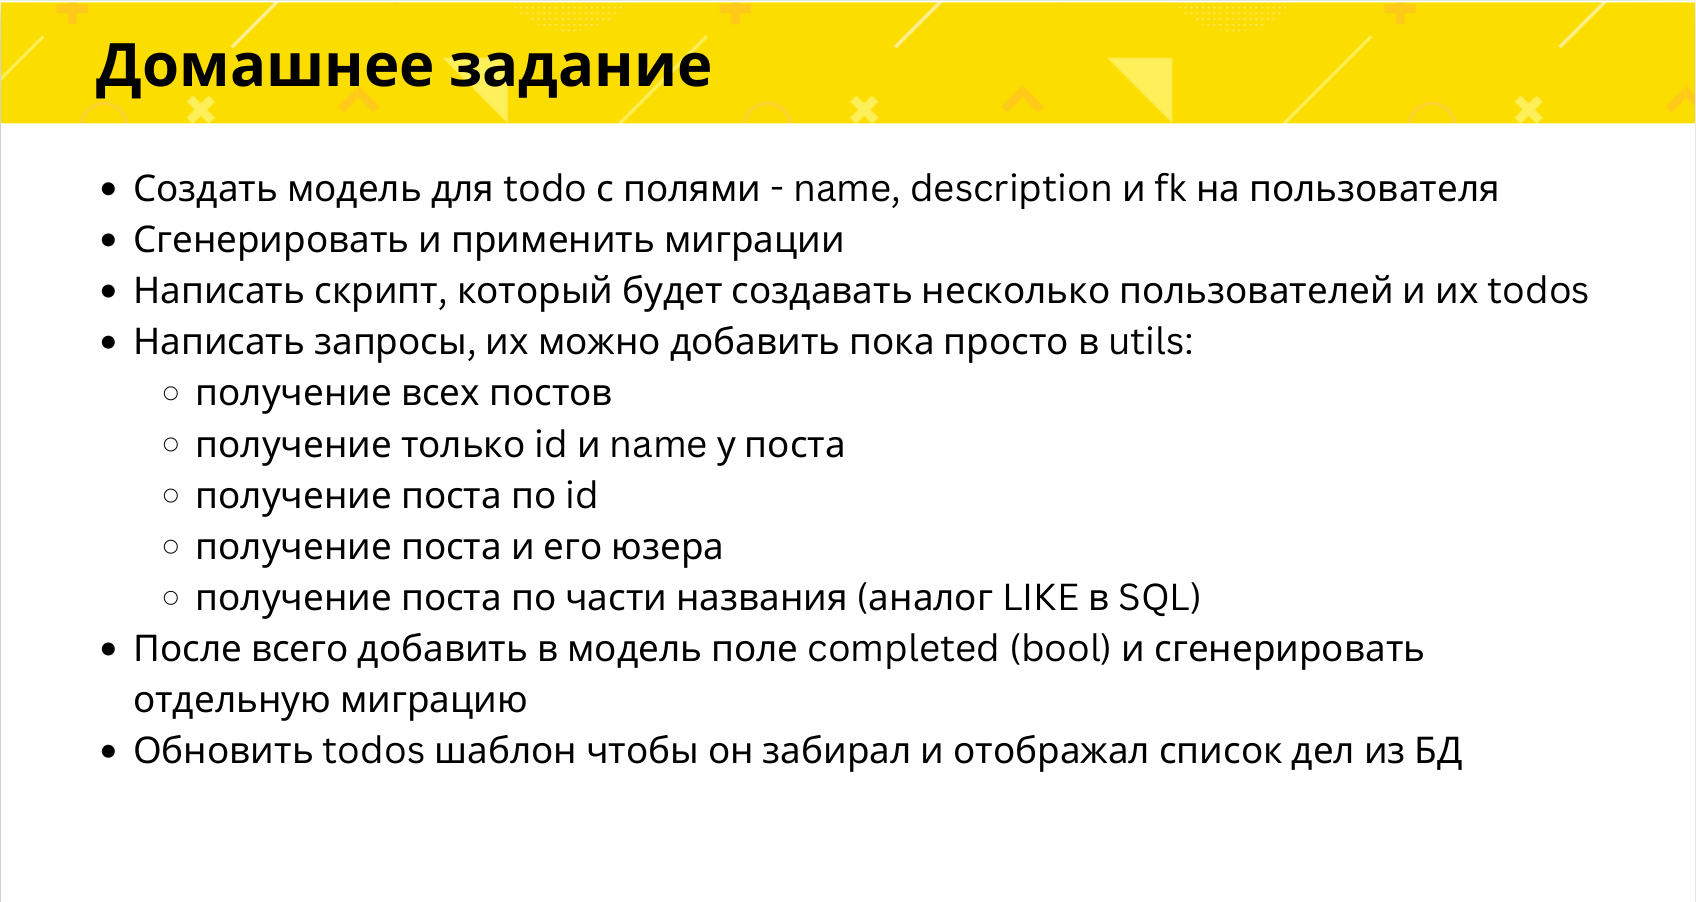 Домашнее задание
• Создать модель для todo с полями - name, description и fk на пользователя
• Сгенерировать и применить миграции
• Написать скрипт, который будет создавать несколько пользователей и их todos
• Написать запросы, их можно добавить пока просто в utils:
○ получение всех постов
○ получение только id и name у поста
○ получение поста по id
○ получение поста и его юзера
○ получение поста по части названия (аналог LIKE в SQL)
• После всего добавить в модель поле completed (bool) и сгенерировать
отдельную миграцию
• Обновить todos шаблон чтобы он забирал и отображал список дел из БД